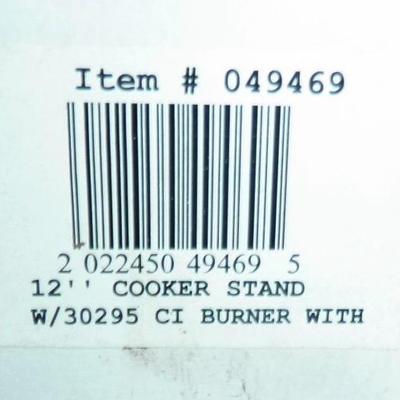 Item # 049469
2 022450 49469 5
12'' COOKER STAND
W/30295 CI BURNER WITH